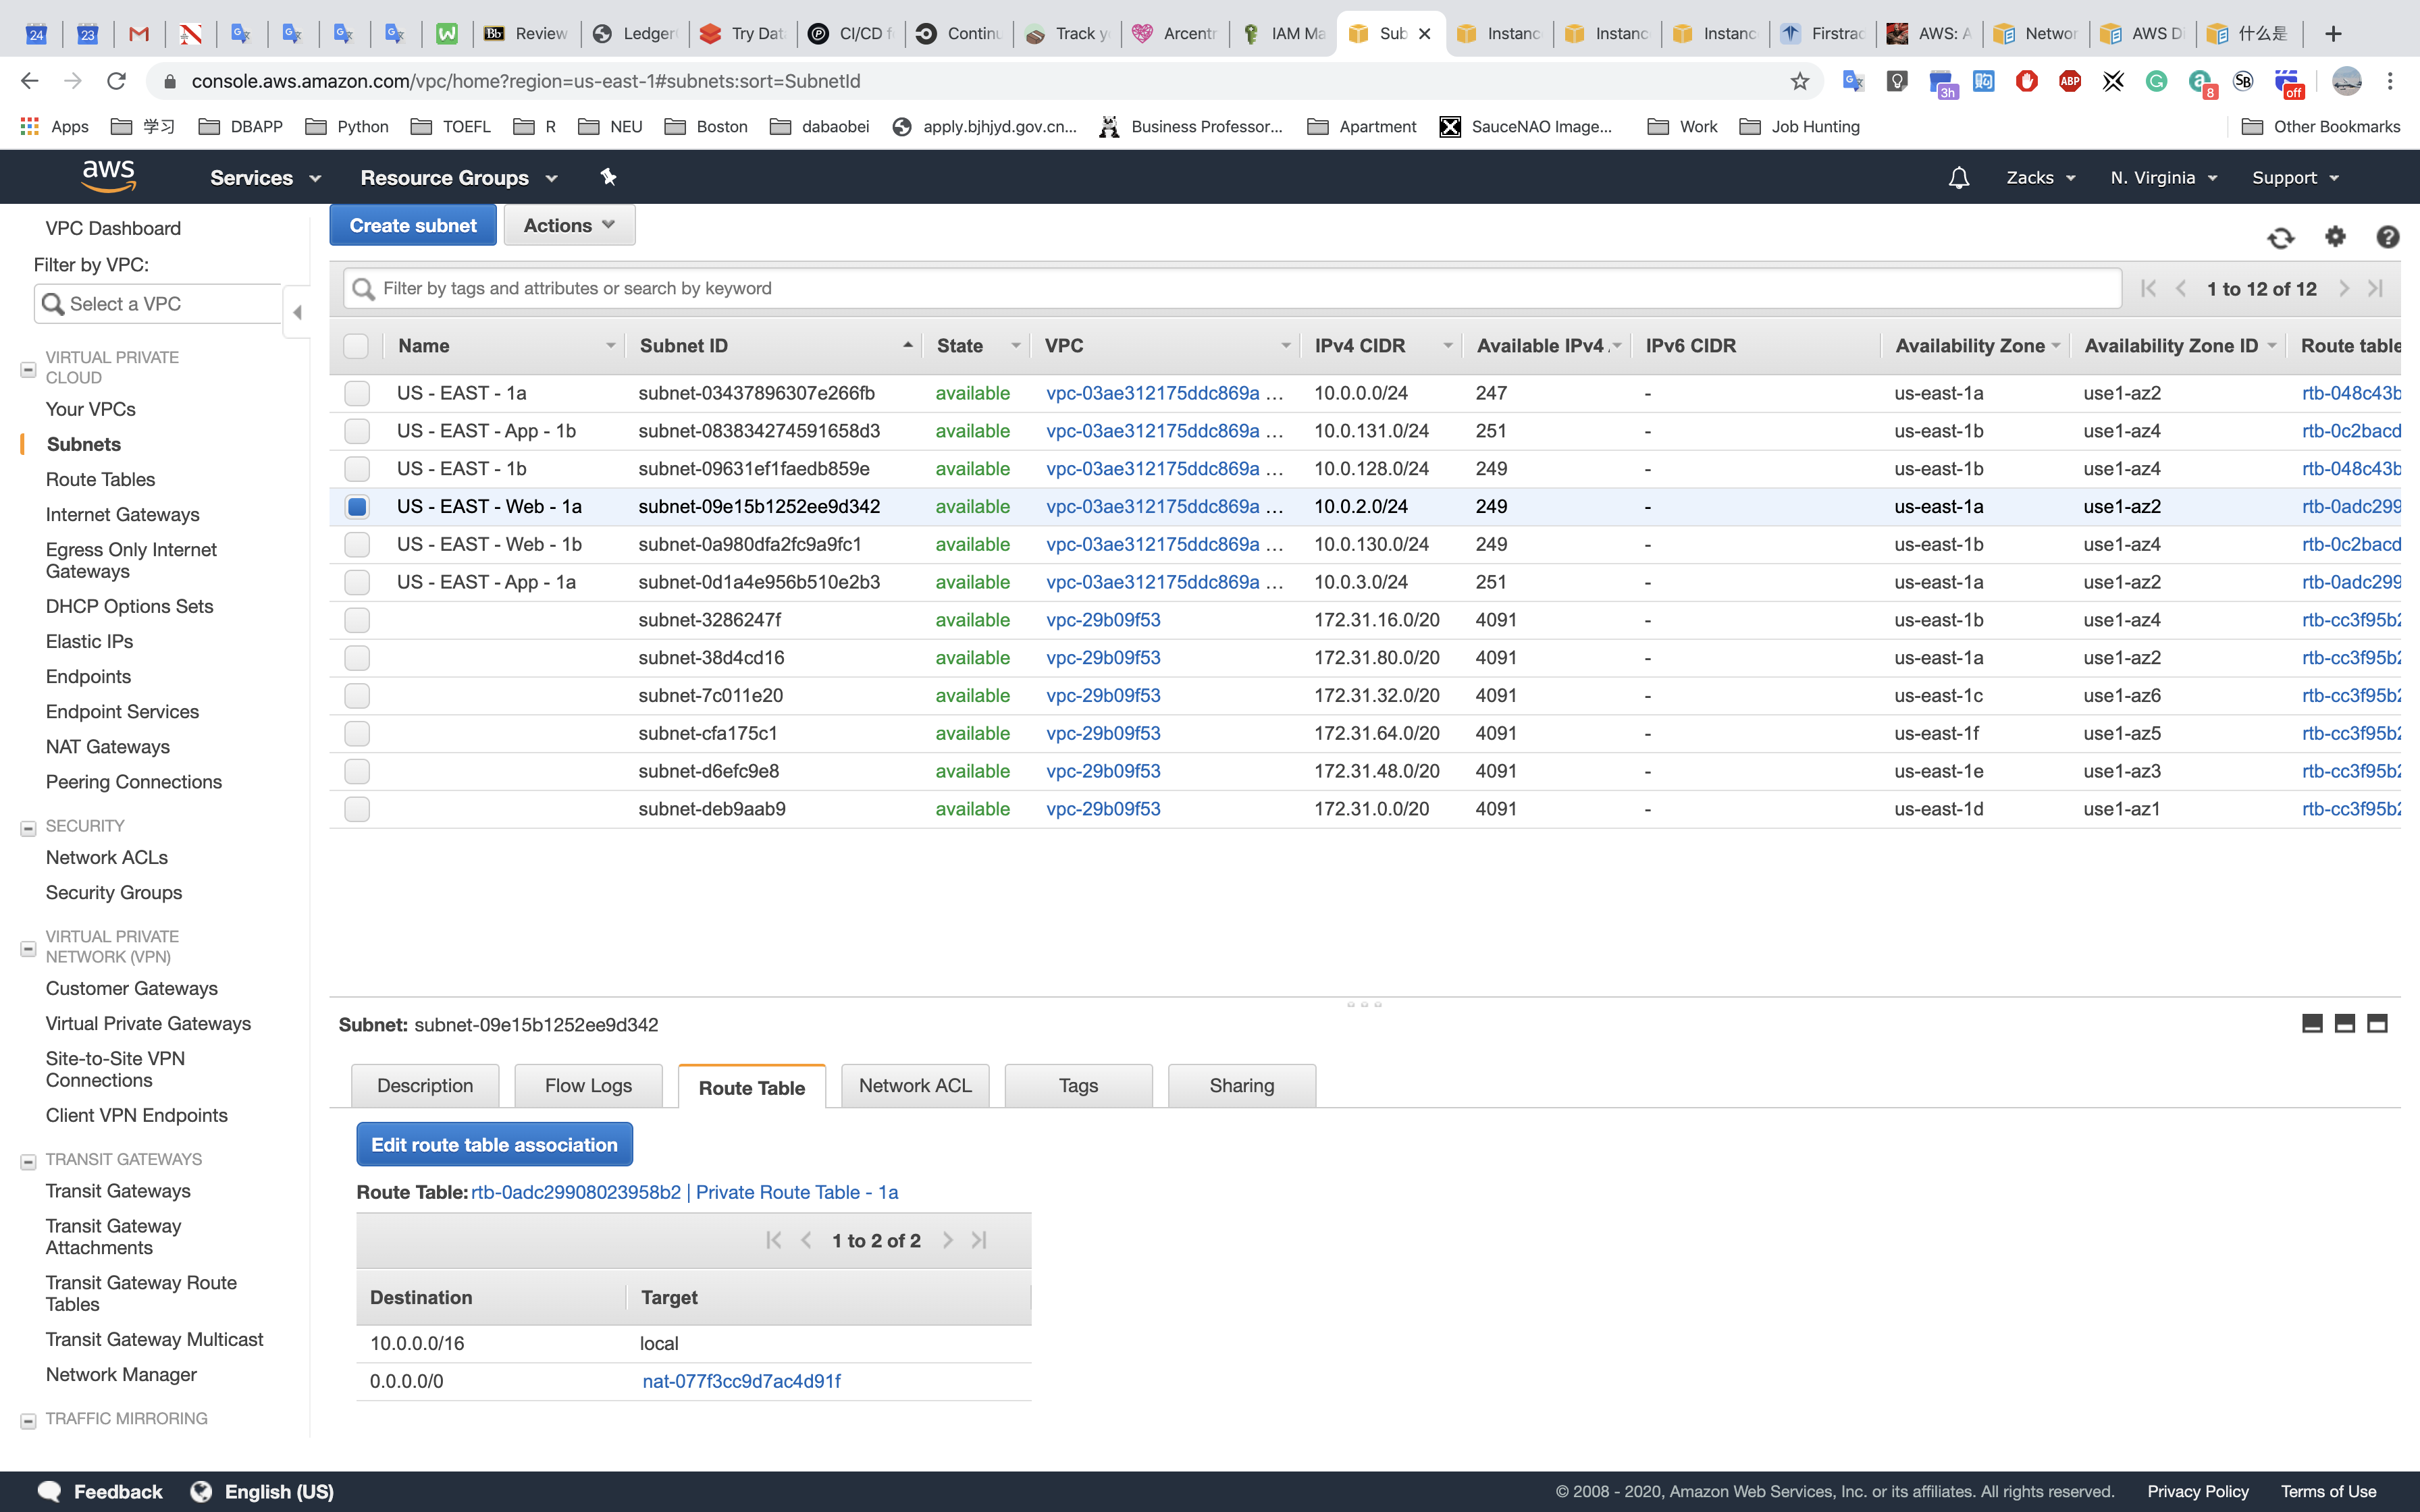 24 23 Review Ledger Try Dat CI/CD f Continu Track y Arcentr IAM Ma Sub Instanc Instanc Instanc Firstrad AWS: A Networ AWS D 什么是
console.aws.amazon.com/vpc/home?region=us-east-1#subnets:sort=SubnetId 3h ABP 8 SB off
Apps 学习 DBAPP Python TOEFL R NEU Boston dabaobei apply.bjhjyd.gov.cn... Business Professor... Apartment SauceNAO Image... Work Job Hunting Other Bookmarks
aws Services Resource Groups Zacks N. Virginia Support
VPC Dashboard
Filter by VPC:
Select a VPC
VIRTUAL PRIVATE
CLOUD
Your VPCs
Subnets
Route Tables
Internet Gateways
Egress Only Internet
Gateways
DHCP Options Sets
Elastic IPs
Endpoints
Endpoint Services
NAT Gateways
Peering Connections
SECURITY
Network ACLs
Security Groups
VIRTUAL PRIVATE
NETWORK (VPN)
Customer Gateways
Virtual Private Gateways
Site-to-Site VPN
Connections
Client VPN Endpoints
TRANSIT GATEWAYS
Transit Gateways
Transit Gateway
Attachments
Transit Gateway Route
Tables
Transit Gateway Multicast
Network Manager
TRAFFIC MIRRORING
Create subnet Actions
Filter by tags and attributes or search by keyword 1 to 12 of 12
Name Subnet ID State VPC IPv4 CIDR Available IPv4 IPv6 CIDR Availability Zone Availability Zone ID Route table
US - EAST - 1a subnet-03437896307e266fb available vpc-03ae312175ddc869a ... 10.0.0.0/24 247 - us-east-1a use1-az2 rtb-048c43b
US - EAST - App - 1b subnet-083834274591658d3 available vpc-03ae312175ddc869a ... 10.0.131.0/24 251 - us-east-1b use1-az4 rtb-0c2bacd
US - EAST - 1b subnet-09631ef1faedb859e available vpc-03ae312175ddc869a ... 10.0.128.0/24 249 - us-east-1b use1-az4 rtb-048c43b
US - EAST - Web - 1a subnet-09e15b1252ee9d342 available vpc-03ae312175ddc869a ... 10.0.2.0/24 249 - us-east-1a use1-az2 rtb-0adc299
US - EAST - Web - 1b subnet-0a980dfa2fc9a9fc1 available vpc-03ae312175ddc869a ... 10.0.130.0/24 249 - us-east-1b use1-az4 rtb-0c2bacd
US - EAST - App - 1a subnet-0d1a4e956b510e2b3 available vpc-03ae312175ddc869a ... 10.0.3.0/24 251 - us-east-1a use1-az2 rtb-0adc299
subnet-3286247f available vpc-29b09f53 172.31.16.0/20 4091 - us-east-1b use1-az4 rtb-cc3f95b2
subnet-38d4cd16 available vpc-29b09f53 172.31.80.0/20 4091 - us-east-1a use1-az2 rtb-cc3f95b2
subnet-7c011e20 available vpc-29b09f53 172.31.32.0/20 4091 - us-east-1c use1-az6 rtb-cc3f95b2
subnet-cfa175c1 available vpc-29b09f53 172.31.64.0/20 4091 - us-east-1f use1-az5 rtb-cc3f95b2
subnet-d6efc9e8 available vpc-29b09f53 172.31.48.0/20 4091 - us-east-1e use1-az3 rtb-cc3f95b2
subnet-deb9aab9 available vpc-29b09f53 172.31.0.0/20 4091 - us-east-1d use1-az1 rtb-cc3f95b2
Subnet: subnet-09e15b1252ee9d342
Description Flow Logs Route Table Network ACL Tags Sharing
Edit route table association
Route Table: rtb-0adc29908023958b2 | Private Route Table - 1a
1 to 2 of 2
Destination Target
10.0.0.0/16 local
0.0.0.0/0 nat-077f3cc9d7ac4d91f
Feedback English (US) © 2008 - 2020, Amazon Web Services, Inc. or its affiliates. All rights reserved. Privacy Policy Terms of Use